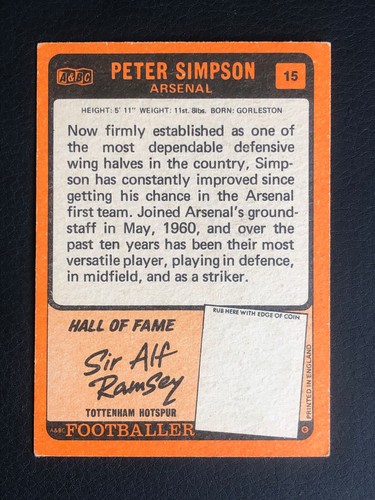 A&BC
PETER SIMPSON
15
ARSENAL
HEIGHT: 5' 11" WEIGHT: 11st. 8lbs. BORN: GORLESTON
Now firmly established as one of
the most dependable defensive
wing halves in the country, Simp-
son has constantly improved since
getting his chance in the Arsenal
first team. Joined Arsenal's ground-
staff in May, 1960, and over the
past ten years has been their most
versatile player, playing in defence,
in midfield, and as a striker.
HALL OF FAME
Sir Alf
Ramsey
TOTTENHAM HOTSPUR
A&BC FOOTBALLER
RUB HERE WITH EDGE OF COIN
PRINTED IN ENGLAND
G